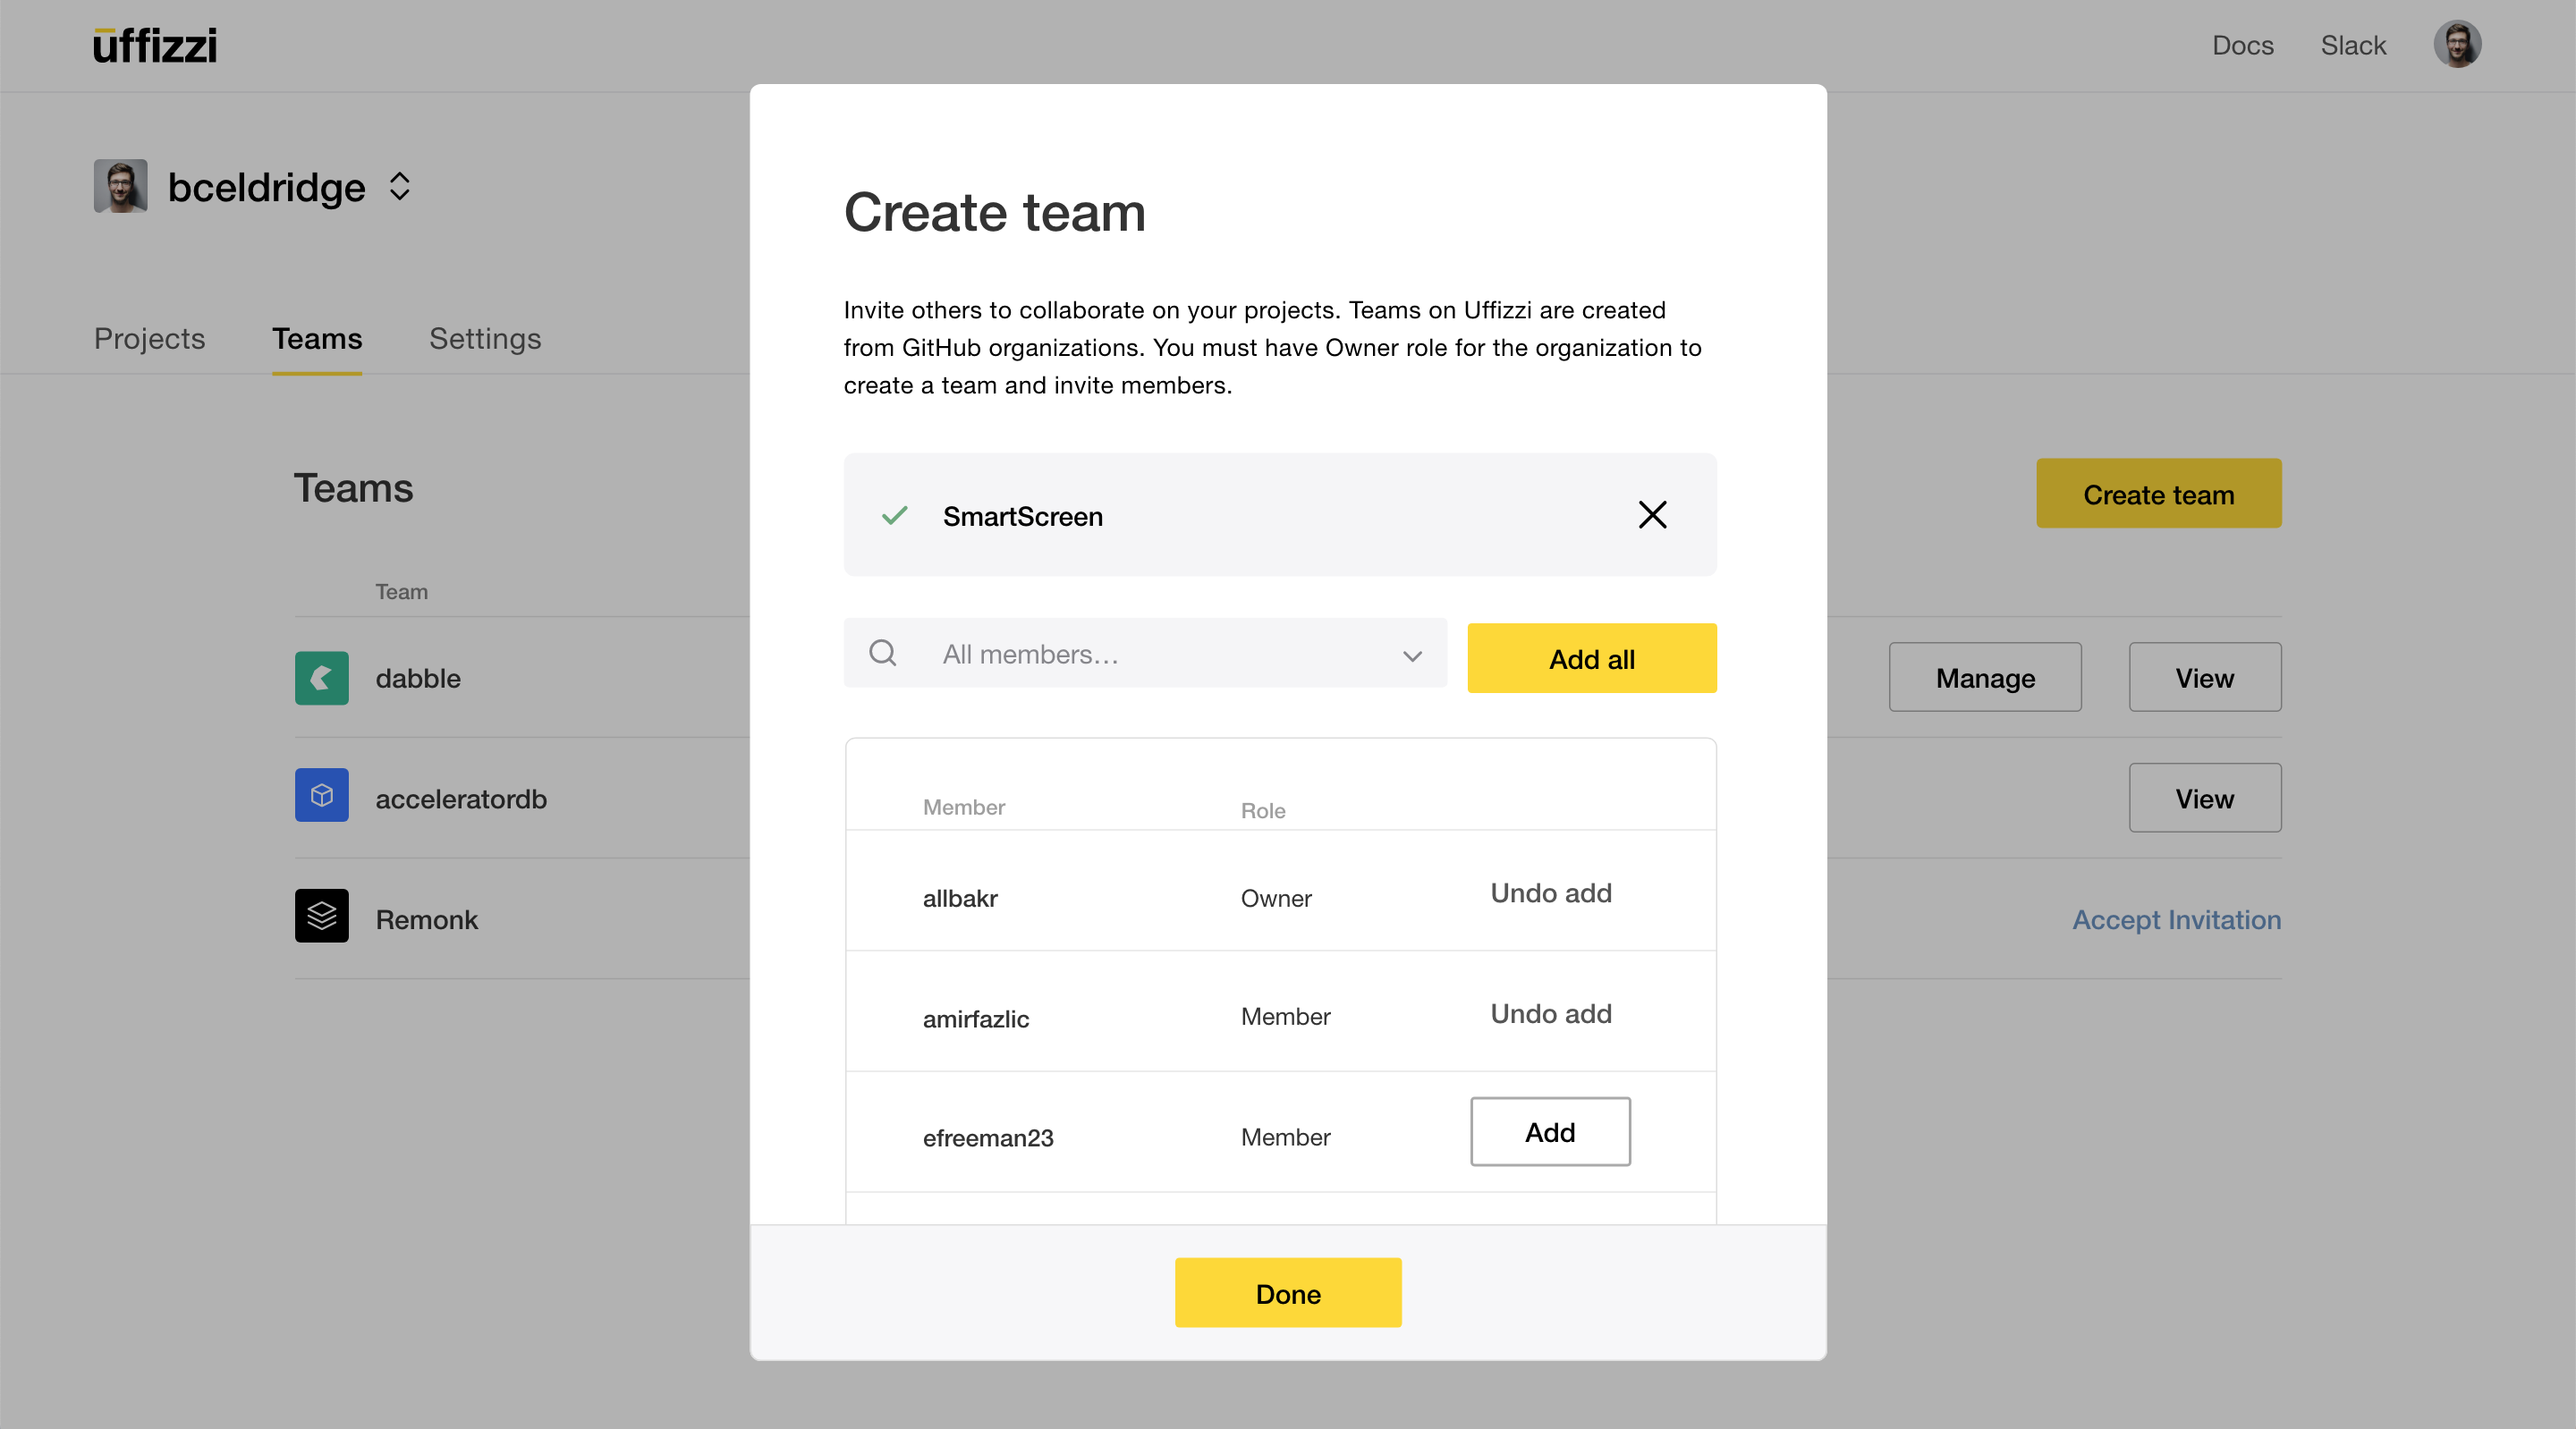 uffizzi
Docs
Slack
bceldridge
Projects
Teams
Settings
Teams
Create team
Team
dabble
Manage
View
acceleratordb
View
Remonk
Accept Invitation
Create team
Invite others to collaborate on your projects. Teams on Uffizzi are created
from GitHub organizations. You must have Owner role for the organization to
create a team and invite members.
SmartScreen
All members...
Add all
Member
Role
allbakr
Owner
Undo add
amirfazlic
Member
Undo add
efreeman23
Member
Add
Done